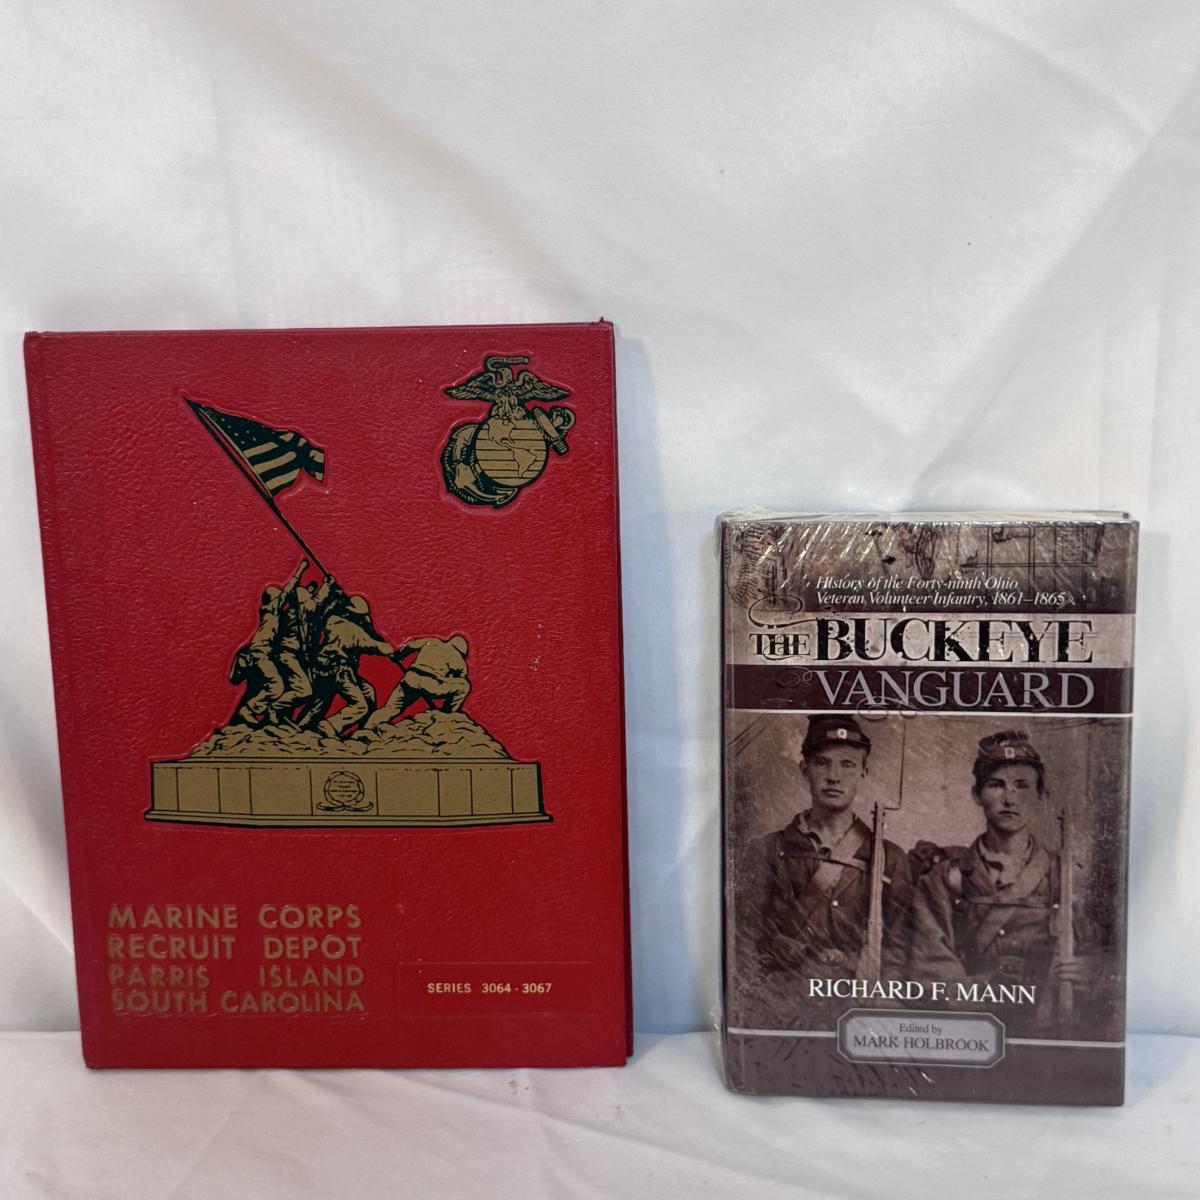 MARINE CORPS
RECRUIT DEPOT
PARRIS ISLAND
SOUTH CAROLINA
SERIES 3064 - 3067
History of the Forty-ninth Ohio
Veteran Volunteer Infantry, 1861–1865
THE BUCKEYE
VANGUARD
RICHARD F. MANN
Edited by
MARK HOLBROOK